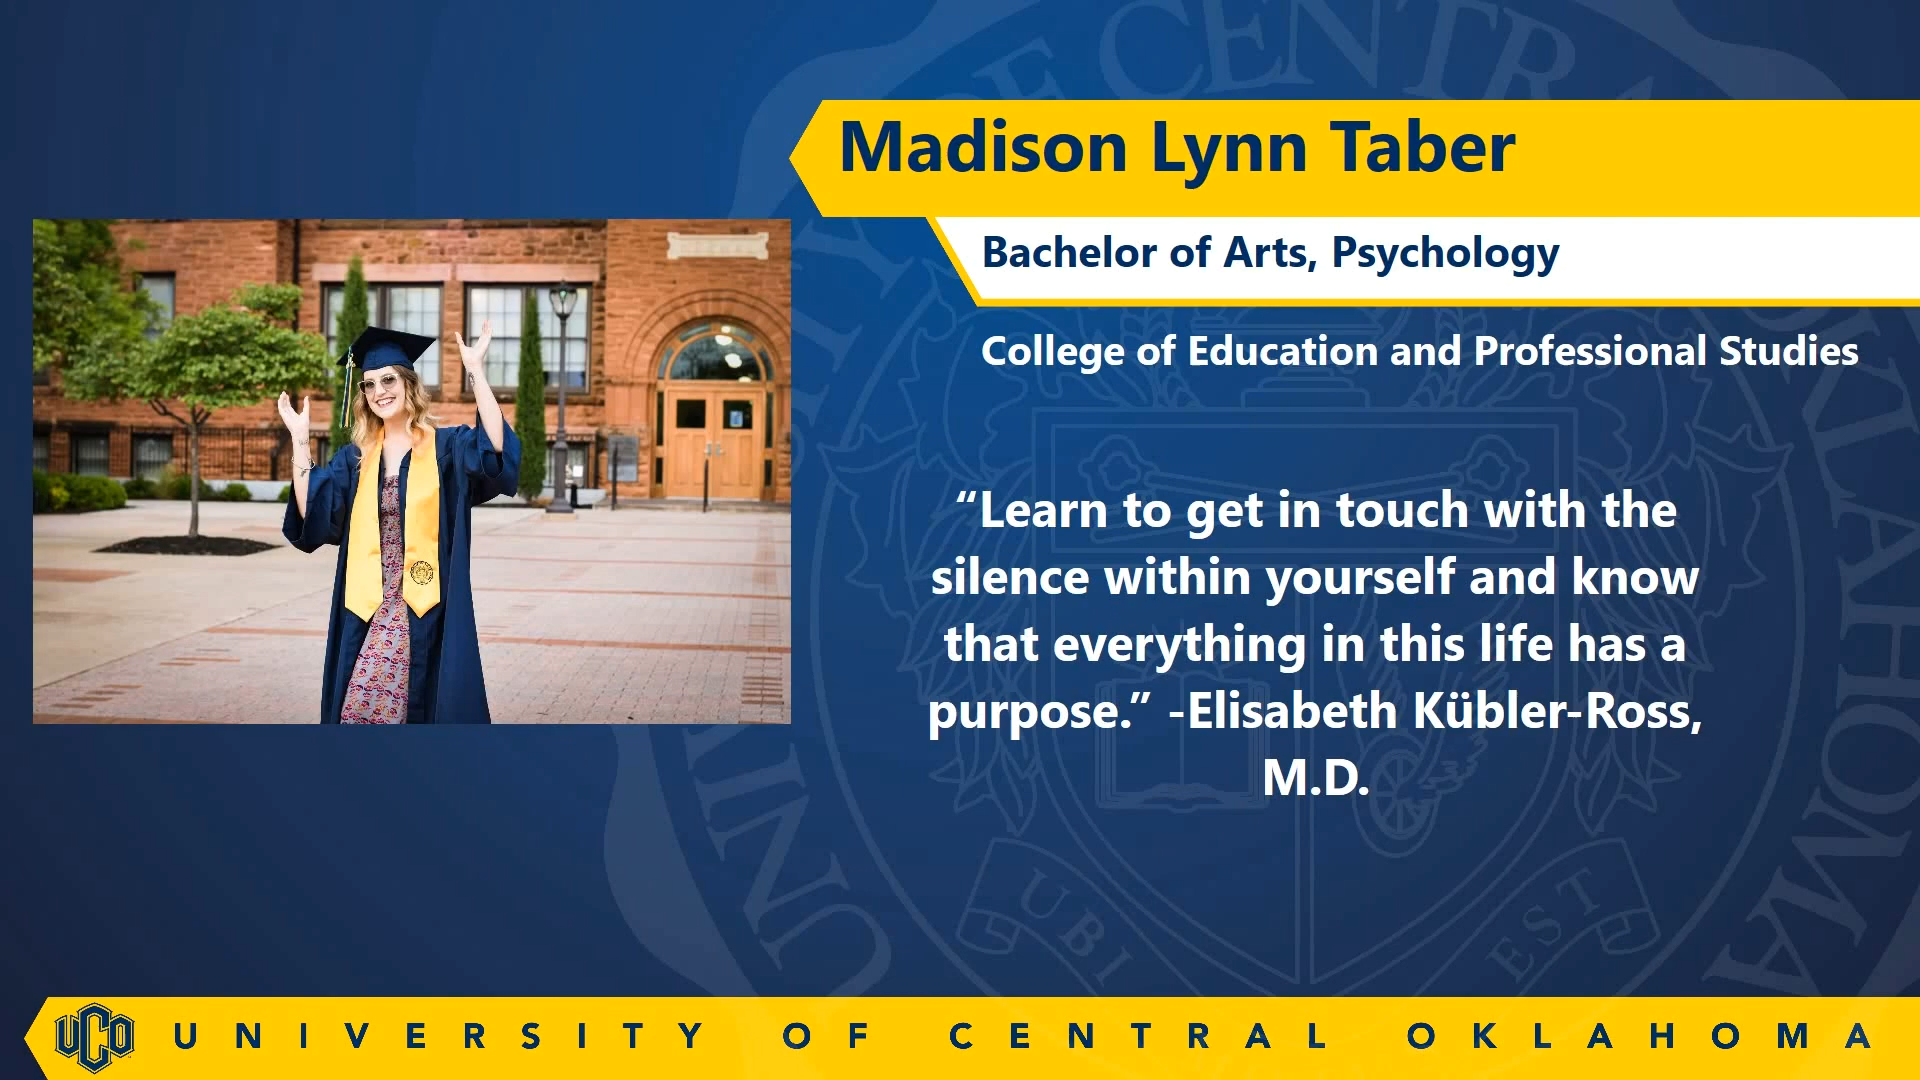 Madison Lynn Taber
Bachelor of Arts, Psychology
College of Education and Professional Studies
“Learn to get in touch with the
silence within yourself and know
that everything in this life has a
purpose.” -Elisabeth Kübler-Ross,
M.D.
UBI
EST
UCO UNIVERSITY OF CENTRAL OKLAHOMA